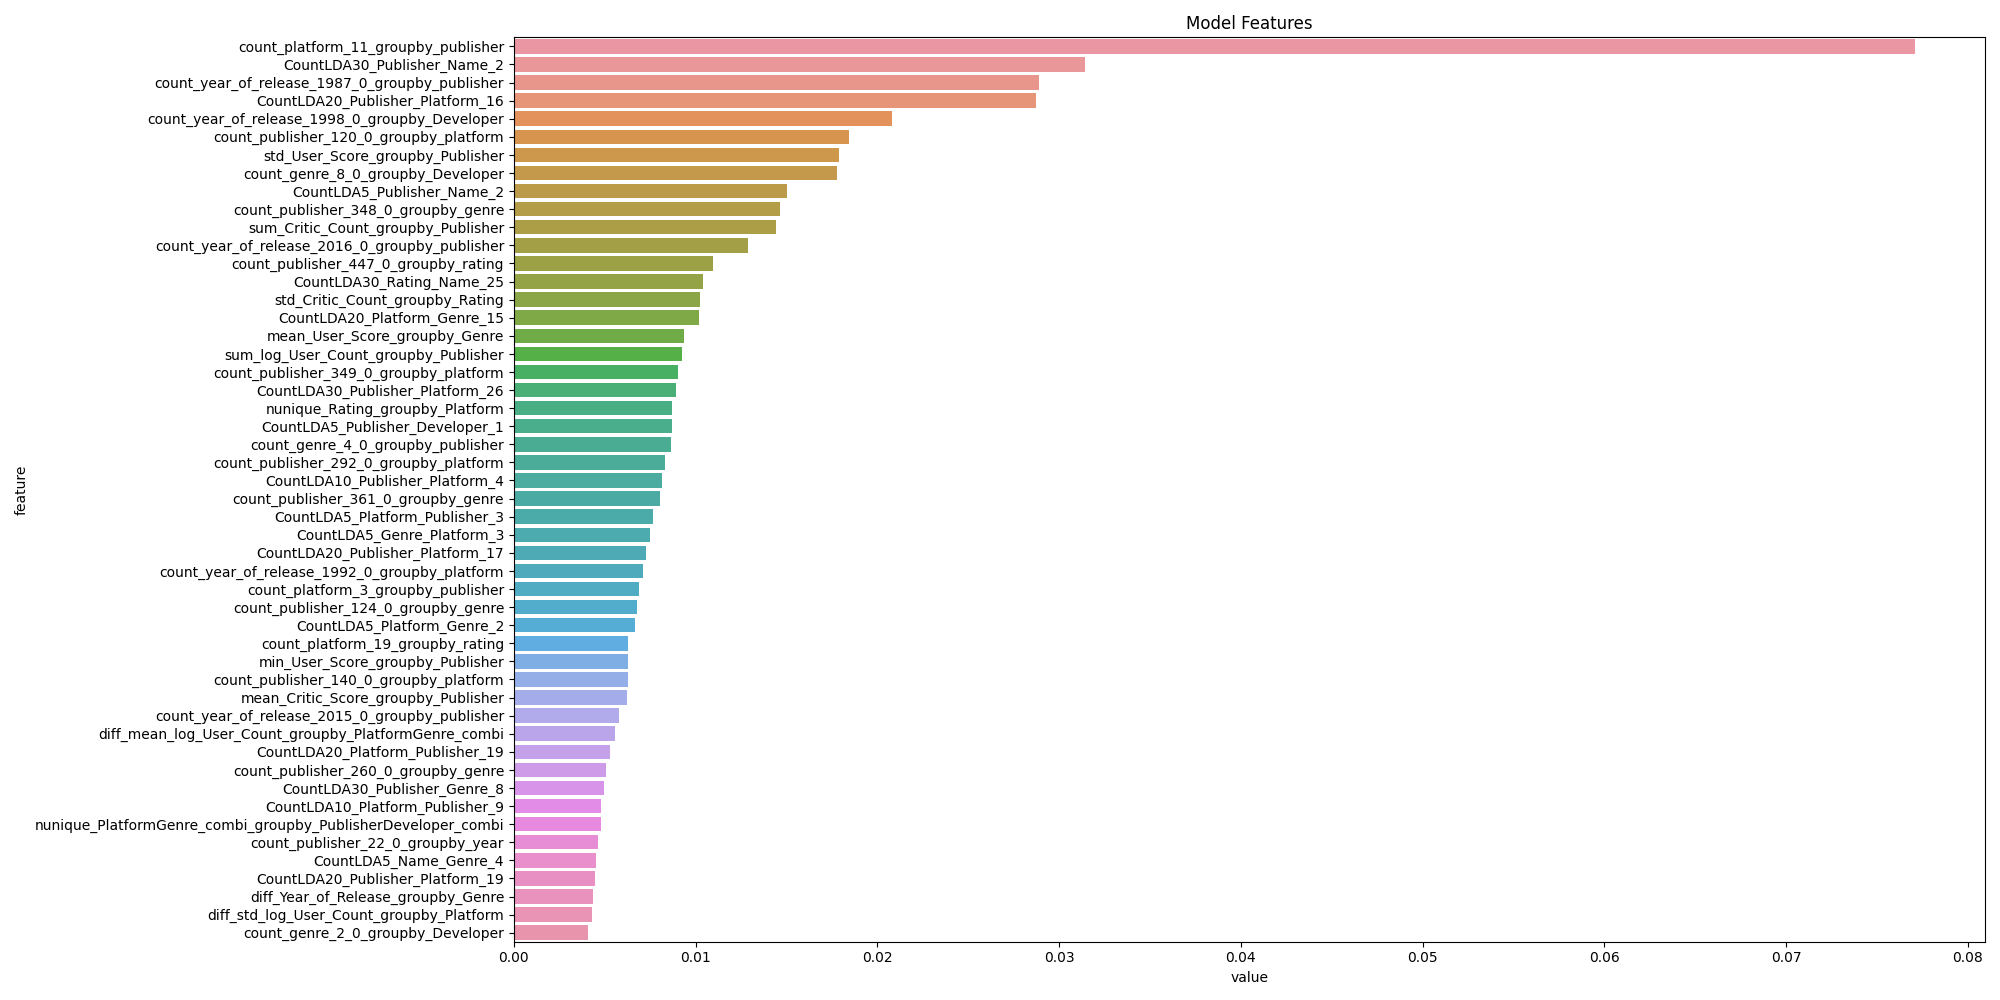 Model Features
count_platform_11_groupby_publisher
CountLDA30_Publisher_Name_2
count_year_of_release_1987_0_groupby_publisher
CountLDA20_Publisher_Platform_16
count_year_of_release_1998_0_groupby_Developer
count_publisher_120_0_groupby_platform
std_User_Score_groupby_Publisher
count_genre_8_0_groupby_Developer
CountLDA5_Publisher_Name_2
count_publisher_348_0_groupby_genre
sum_Critic_Count_groupby_Publisher
count_year_of_release_2016_0_groupby_publisher
count_publisher_447_0_groupby_rating
CountLDA30_Rating_Name_25
std_Critic_Count_groupby_Rating
CountLDA20_Platform_Genre_15
mean_User_Score_groupby_Genre
sum_log_User_Count_groupby_Publisher
count_publisher_349_0_groupby_platform
CountLDA30_Publisher_Platform_26
nunique_Rating_groupby_Platform
CountLDA5_Publisher_Developer_1
count_genre_4_0_groupby_publisher
count_publisher_292_0_groupby_platform
CountLDA10_Publisher_Platform_4
count_publisher_361_0_groupby_genre
CountLDA5_Platform_Publisher_3
CountLDA5_Genre_Platform_3
CountLDA20_Publisher_Platform_17
count_year_of_release_1992_0_groupby_platform
count_platform_3_groupby_publisher
count_publisher_124_0_groupby_genre
CountLDA5_Platform_Genre_2
count_platform_19_groupby_rating
min_User_Score_groupby_Publisher
count_publisher_140_0_groupby_platform
mean_Critic_Score_groupby_Publisher
count_year_of_release_2015_0_groupby_publisher
diff_mean_log_User_Count_groupby_PlatformGenre_combi
CountLDA20_Platform_Publisher_19
count_publisher_260_0_groupby_genre
CountLDA30_Publisher_Genre_8
CountLDA10_Platform_Publisher_9
nunique_PlatformGenre_combi_groupby_PublisherDeveloper_combi
count_publisher_22_0_groupby_year
CountLDA5_Name_Genre_4
CountLDA20_Publisher_Platform_19
diff_Year_of_Release_groupby_Genre
diff_std_log_User_Count_groupby_Platform
count_genre_2_0_groupby_Developer
feature
0.00 0.01 0.02 0.03 0.04 0.05 0.06 0.07 0.08
value